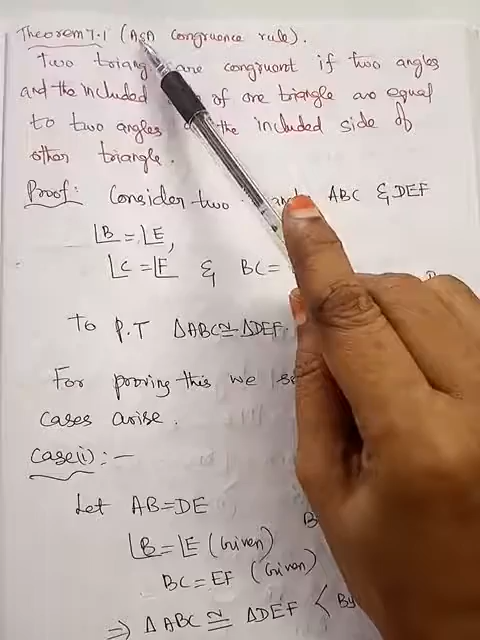 Theorem 7.1 (ASA congruence rule).
Two triang are congruent if two angles
and the included of one triangle are equal
to two angles the included side of
other triangle.
Proof: Consider two ABC & DEF
∠B = ∠E,
∠C = ∠F & BC =
To P.T ΔABC ≅ ΔDEF.
For proving this we
cases arise.
Case(i):-
Let AB = DE
∠B = ∠E (Given)
BC = EF (Given)
⇒ ΔABC ≅ ΔDEF < By